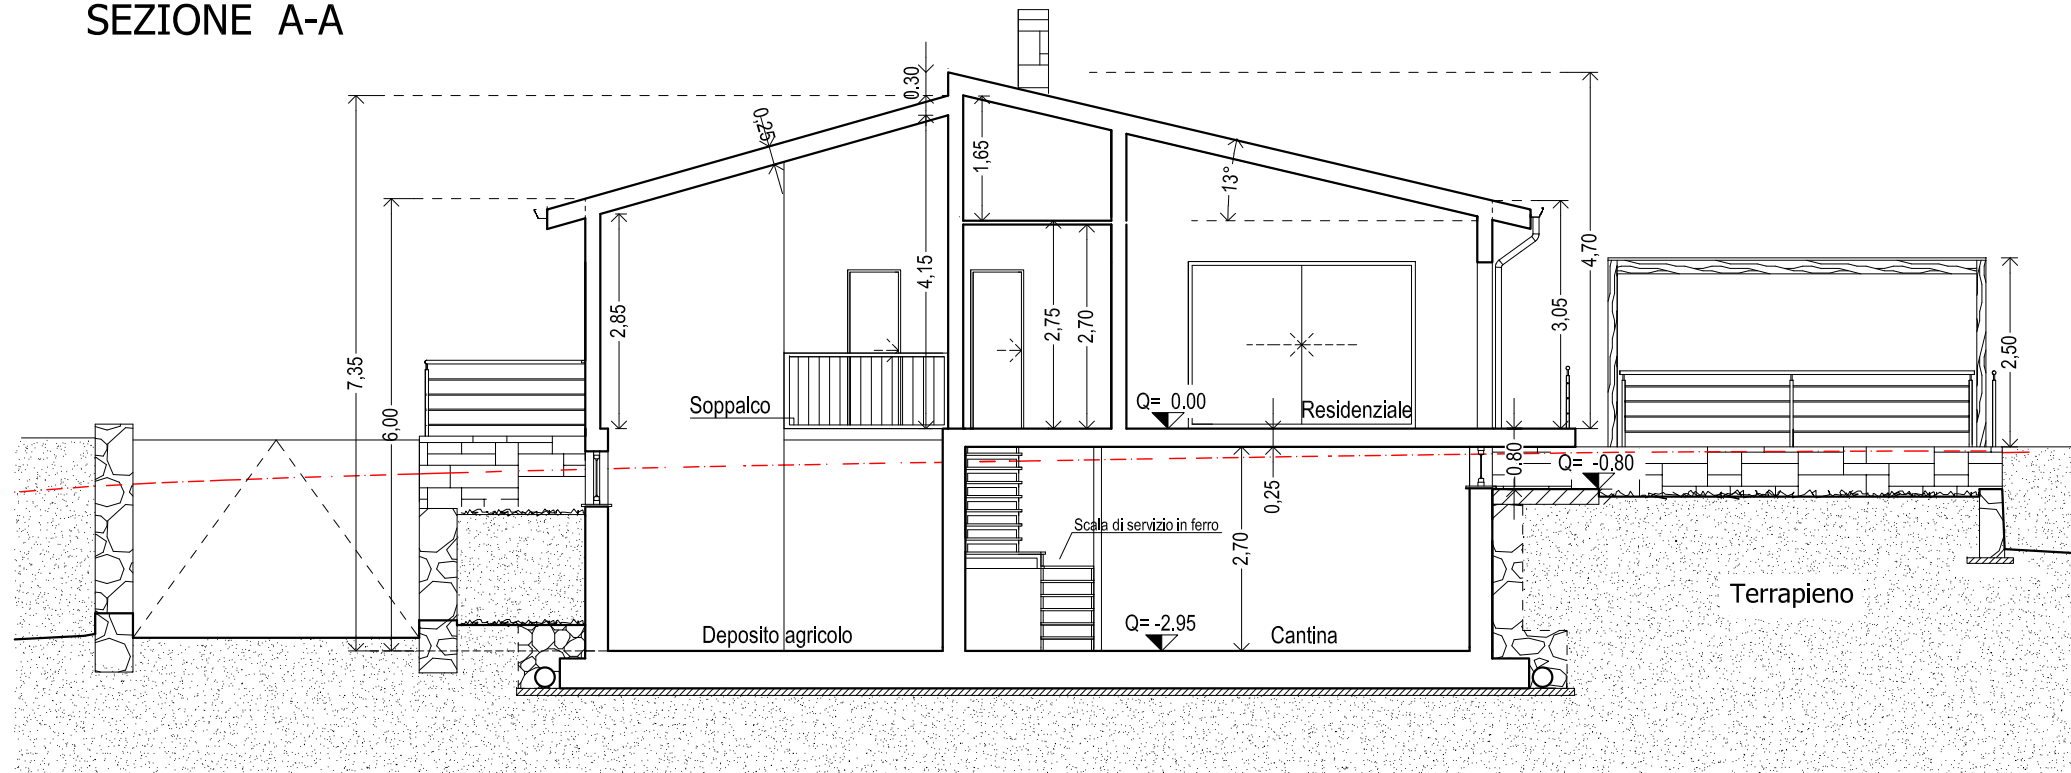 SEZIONE A-A
0.30
0,25
1,65
13°
4,70
4,15
2,85
2,75
2,70
3,05
2,50
7,35
6,00
Soppalco
Q= 0.00
Residenziale
0.80
Q= -0.80
0,25
Scala di servizio in ferro
2,70
Terrapieno
Q= -2.95
Deposito agricolo
Cantina